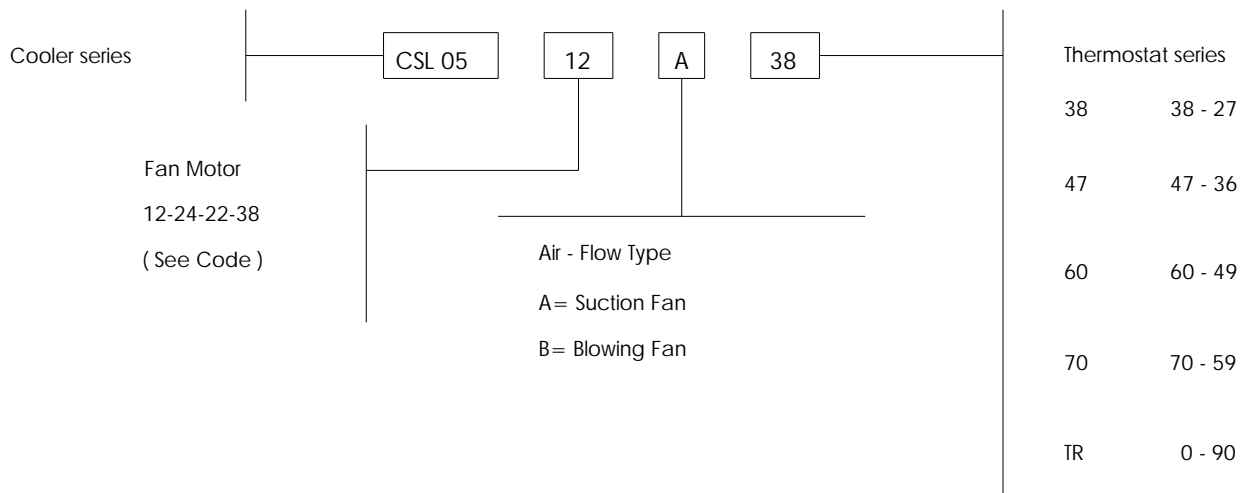 Cooler series
CSL 05
12
A
38
Thermostat series
38 38 - 27
47 47 - 36
60 60 - 49
70 70 - 59
TR 0 - 90
Fan Motor
12-24-22-38
( See Code )
Air - Flow Type
A= Suction Fan
B= Blowing Fan